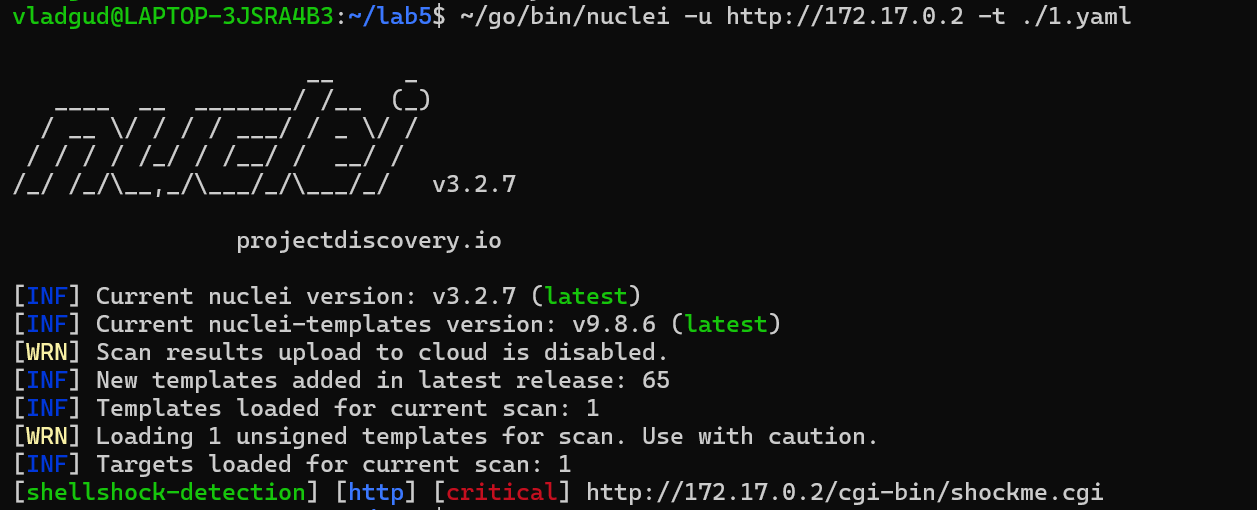 vladgud@LAPTOP-3JSRA4B3:~/lab5$ ~/go/bin/nuclei -u http://172.17.0.2 -t ./1.yaml
                     __     _
   ____  __  _______/ /__  (_)
  / __ \/ / / / ___/ / _ \/ /
 / / / / /_/ / /__/ /  __/ /
/_/ /_/\__,_/\___/_/\___/_/   v3.2.7
projectdiscovery.io
[INF] Current nuclei version: v3.2.7 (latest)
[INF] Current nuclei-templates version: v9.8.6 (latest)
[WRN] Scan results upload to cloud is disabled.
[INF] New templates added in latest release: 65
[INF] Templates loaded for current scan: 1
[WRN] Loading 1 unsigned templates for scan. Use with caution.
[INF] Targets loaded for current scan: 1
[shellshock-detection] [http] [critical] http://172.17.0.2/cgi-bin/shockme.cgi